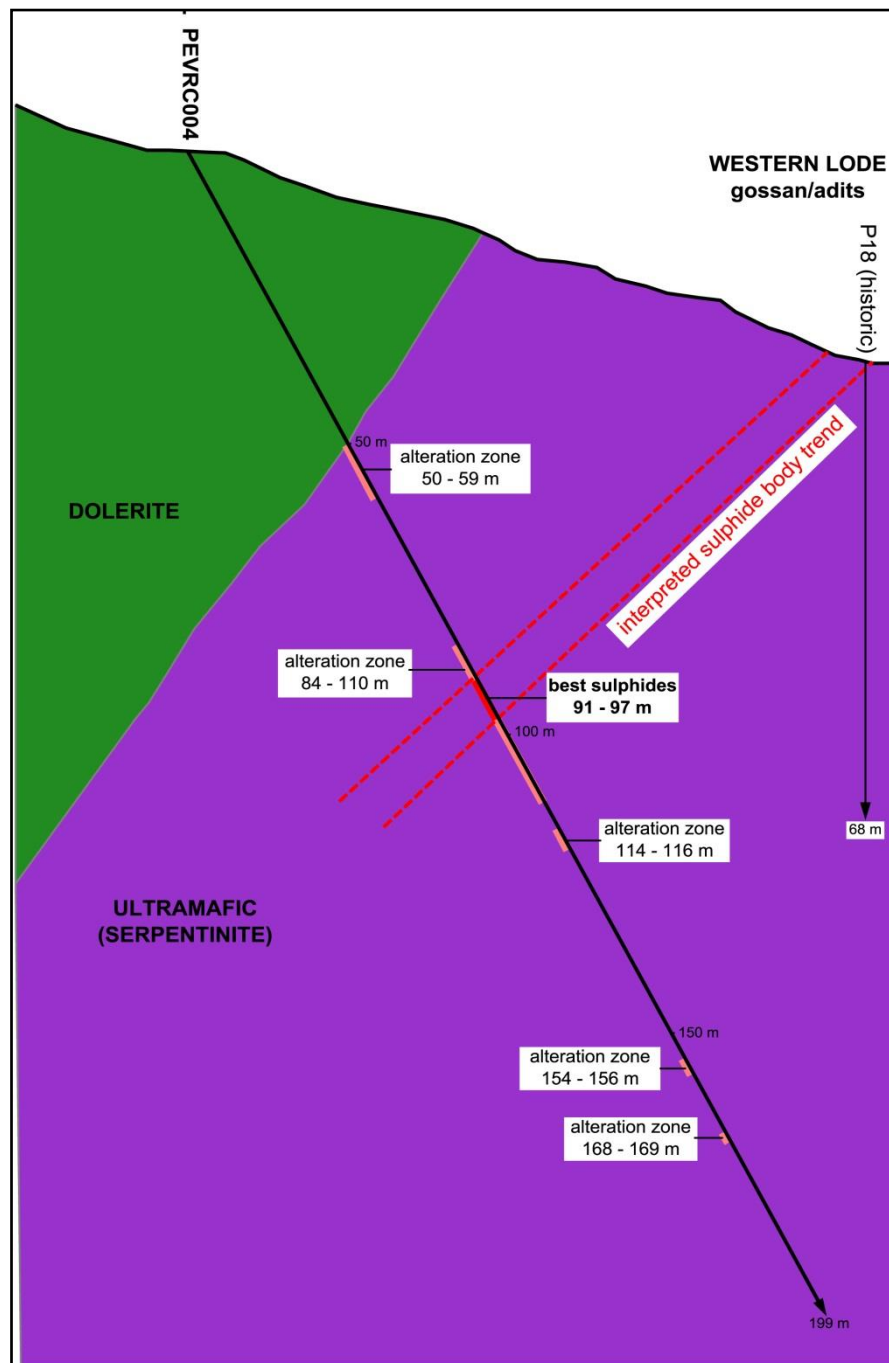 PEVRC004
WESTERN LODE
gossan/adits
P18 (historic)
50 m
alteration zone
50 - 59 m
DOLERITE
interpreted sulphide body trend
alteration zone
84 - 110 m
best sulphides
91 - 97 m
100 m
alteration zone
114 - 116 m
68 m
ULTRAMAFIC
(SERPENTINITE)
150 m
alteration zone
154 - 156 m
alteration zone
168 - 169 m
199 m